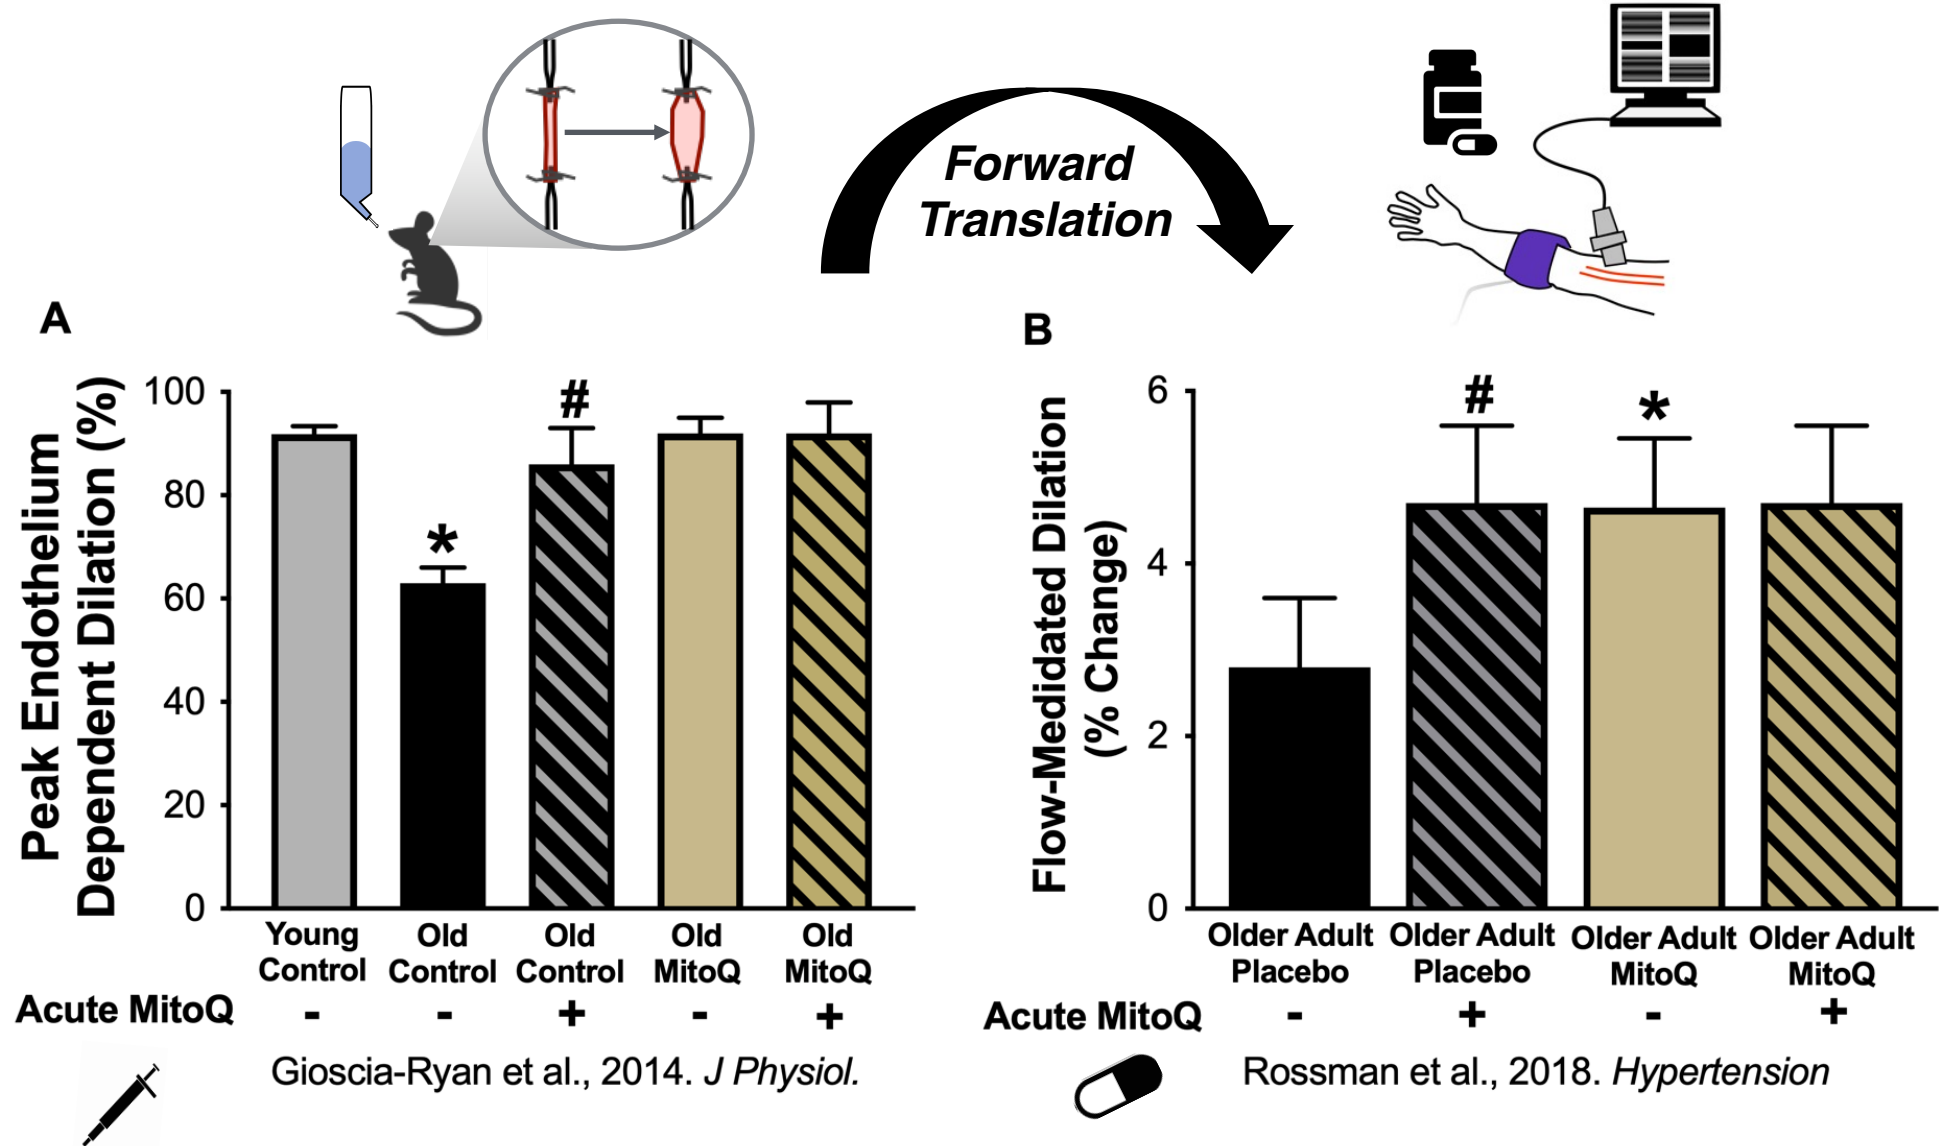 Forward
Translation
A
Peak Endothelium
Dependent Dilation (%)
100
80
60
40
20
0
*
#
Young
Control
Old
Control
Old
Control
Old
MitoQ
Old
MitoQ
Acute MitoQ - - + - +
Gioscia-Ryan et al., 2014. J Physiol.
B
Flow-Medidated Dilation
(% Change)
6
4
2
0
#
*
Older Adult
Placebo
Older Adult
Placebo
Older Adult
MitoQ
Older Adult
MitoQ
Acute MitoQ - + - +
Rossman et al., 2018. Hypertension